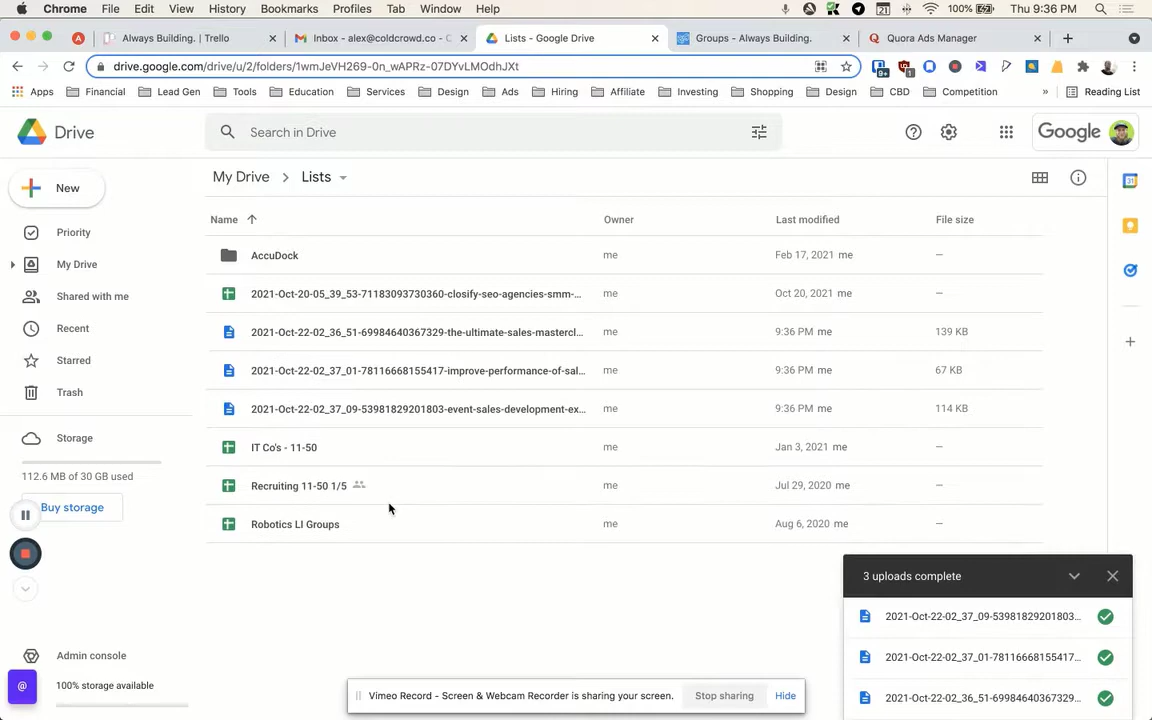 Chrome File Edit View History Bookmarks Profiles Tab Window Help 100% Thu 9:36 PM
Always Building. | Trello
Inbox - alex@coldcrowd.co - C
Lists - Google Drive
Groups - Always Building.
Quora Ads Manager
drive.google.com/drive/u/2/folders/1wmJeVH269-0n_wAPRz-07DYvLMOdhJXt
Apps Financial Lead Gen Tools Education Services Design Ads Hiring Affiliate Investing Shopping Design CBD Competition » Reading List
Drive
Search in Drive
Google
New
My Drive > Lists
Name
Owner
Last modified
File size
Priority
My Drive
Shared with me
Recent
Starred
Trash
Storage
112.6 MB of 30 GB used
Buy storage
Admin console
100% storage available
AccuDock me Feb 17, 2021 me –
2021-Oct-20-05_39_53-71183093730360-closify-seo-agencies-smm-... me Oct 20, 2021 me –
2021-Oct-22-02_36_51-69984640367329-the-ultimate-sales-mastercl... me 9:36 PM me 139 KB
2021-Oct-22-02_37_01-78116668155417-improve-performance-of-sal... me 9:36 PM me 67 KB
2021-Oct-22-02_37_09-53981829201803-event-sales-development-ex... me 9:36 PM me 114 KB
IT Co's - 11-50 me Jan 3, 2021 me –
Recruiting 11-50 1/5 me Jul 29, 2020 me –
Robotics LI Groups me Aug 6, 2020 me –
3 uploads complete
2021-Oct-22-02_37_09-53981829201803...
2021-Oct-22-02_37_01-78116668155417...
2021-Oct-22-02_36_51-69984640367329...
Vimeo Record - Screen & Webcam Recorder is sharing your screen. Stop sharing Hide